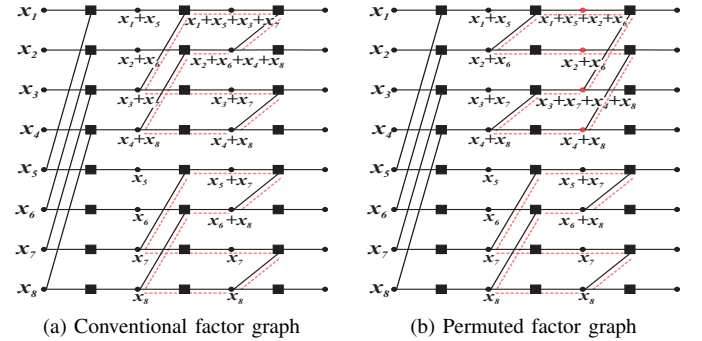 x₁ x₁+x₅ x₁+x₅+x₃+x₇ x₁ x₁+x₅ x₁+x₅+x₂+x₆
x₂ x₂+x₆ x₂+x₆+x₄+x₈ x₂ x₂+x₆ x₂+x₆
x₃ x₃+x₇ x₃+x₇ x₃ x₃+x₇ x₃+x₇+x₄+x₈
x₄ x₄+x₈ x₄+x₈ x₄ x₄+x₈ x₄+x₈
x₅ x₅ x₅+x₇ x₅ x₅ x₅+x₇
x₆ x₆ x₆+x₈ x₆ x₆ x₆+x₈
x₇ x₇ x₇ x₇ x₇ x₇
x₈ x₈ x₈ x₈ x₈ x₈
(a) Conventional factor graph (b) Permuted factor graph